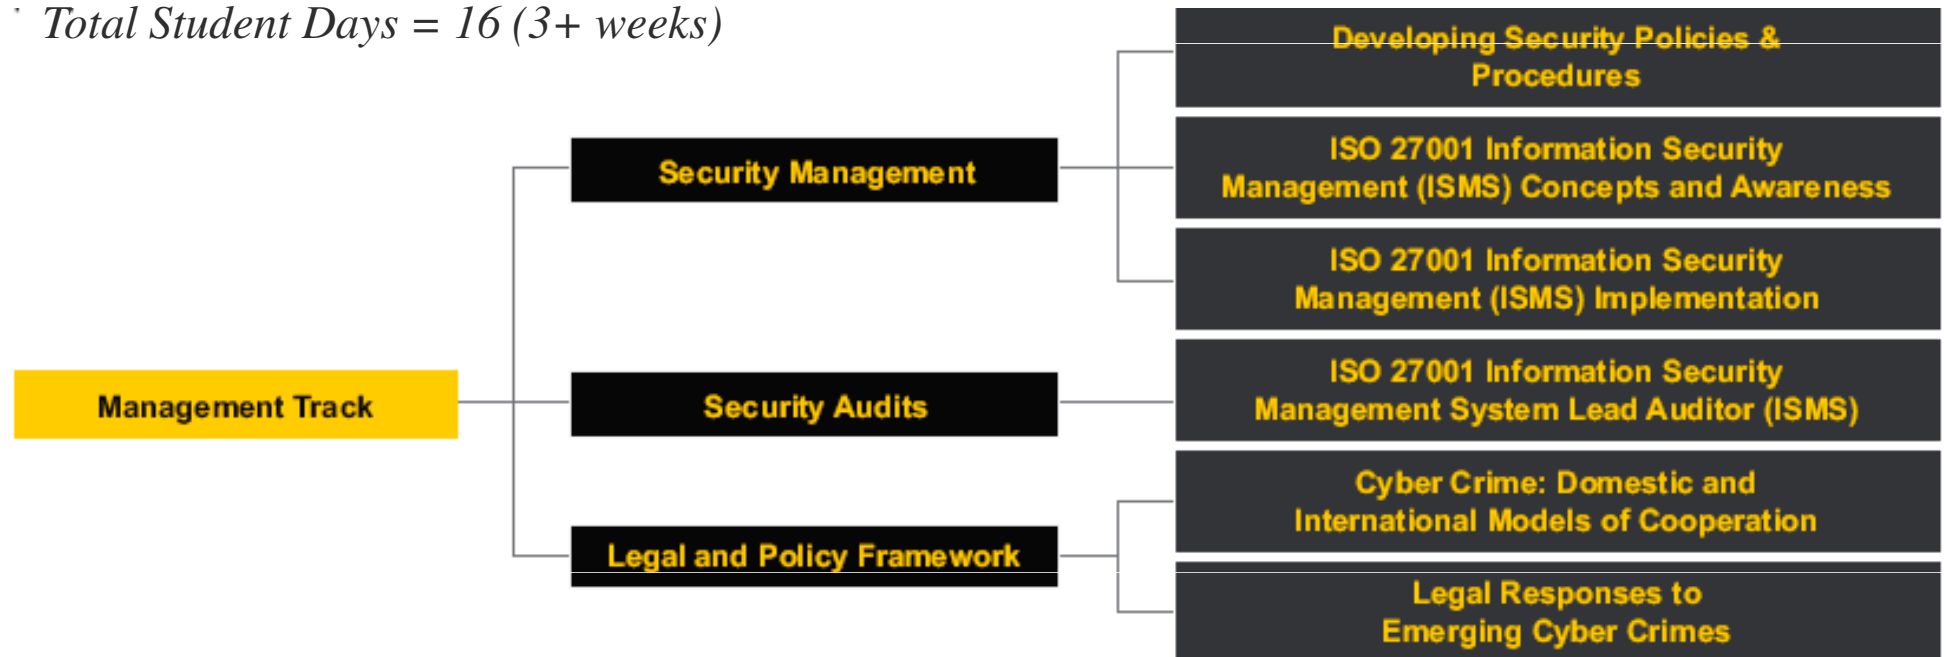 Total Student Days = 16 (3+ weeks)
Developing Security Policies &
Procedures
Security Management
ISO 27001 Information Security
Management (ISMS) Concepts and Awareness
ISO 27001 Information Security
Management (ISMS) Implementation
Management Track
Security Audits
ISO 27001 Information Security
Management System Lead Auditor (ISMS)
Legal and Policy Framework
Cyber Crime: Domestic and
International Models of Cooperation
Legal Responses to
Emerging Cyber Crimes